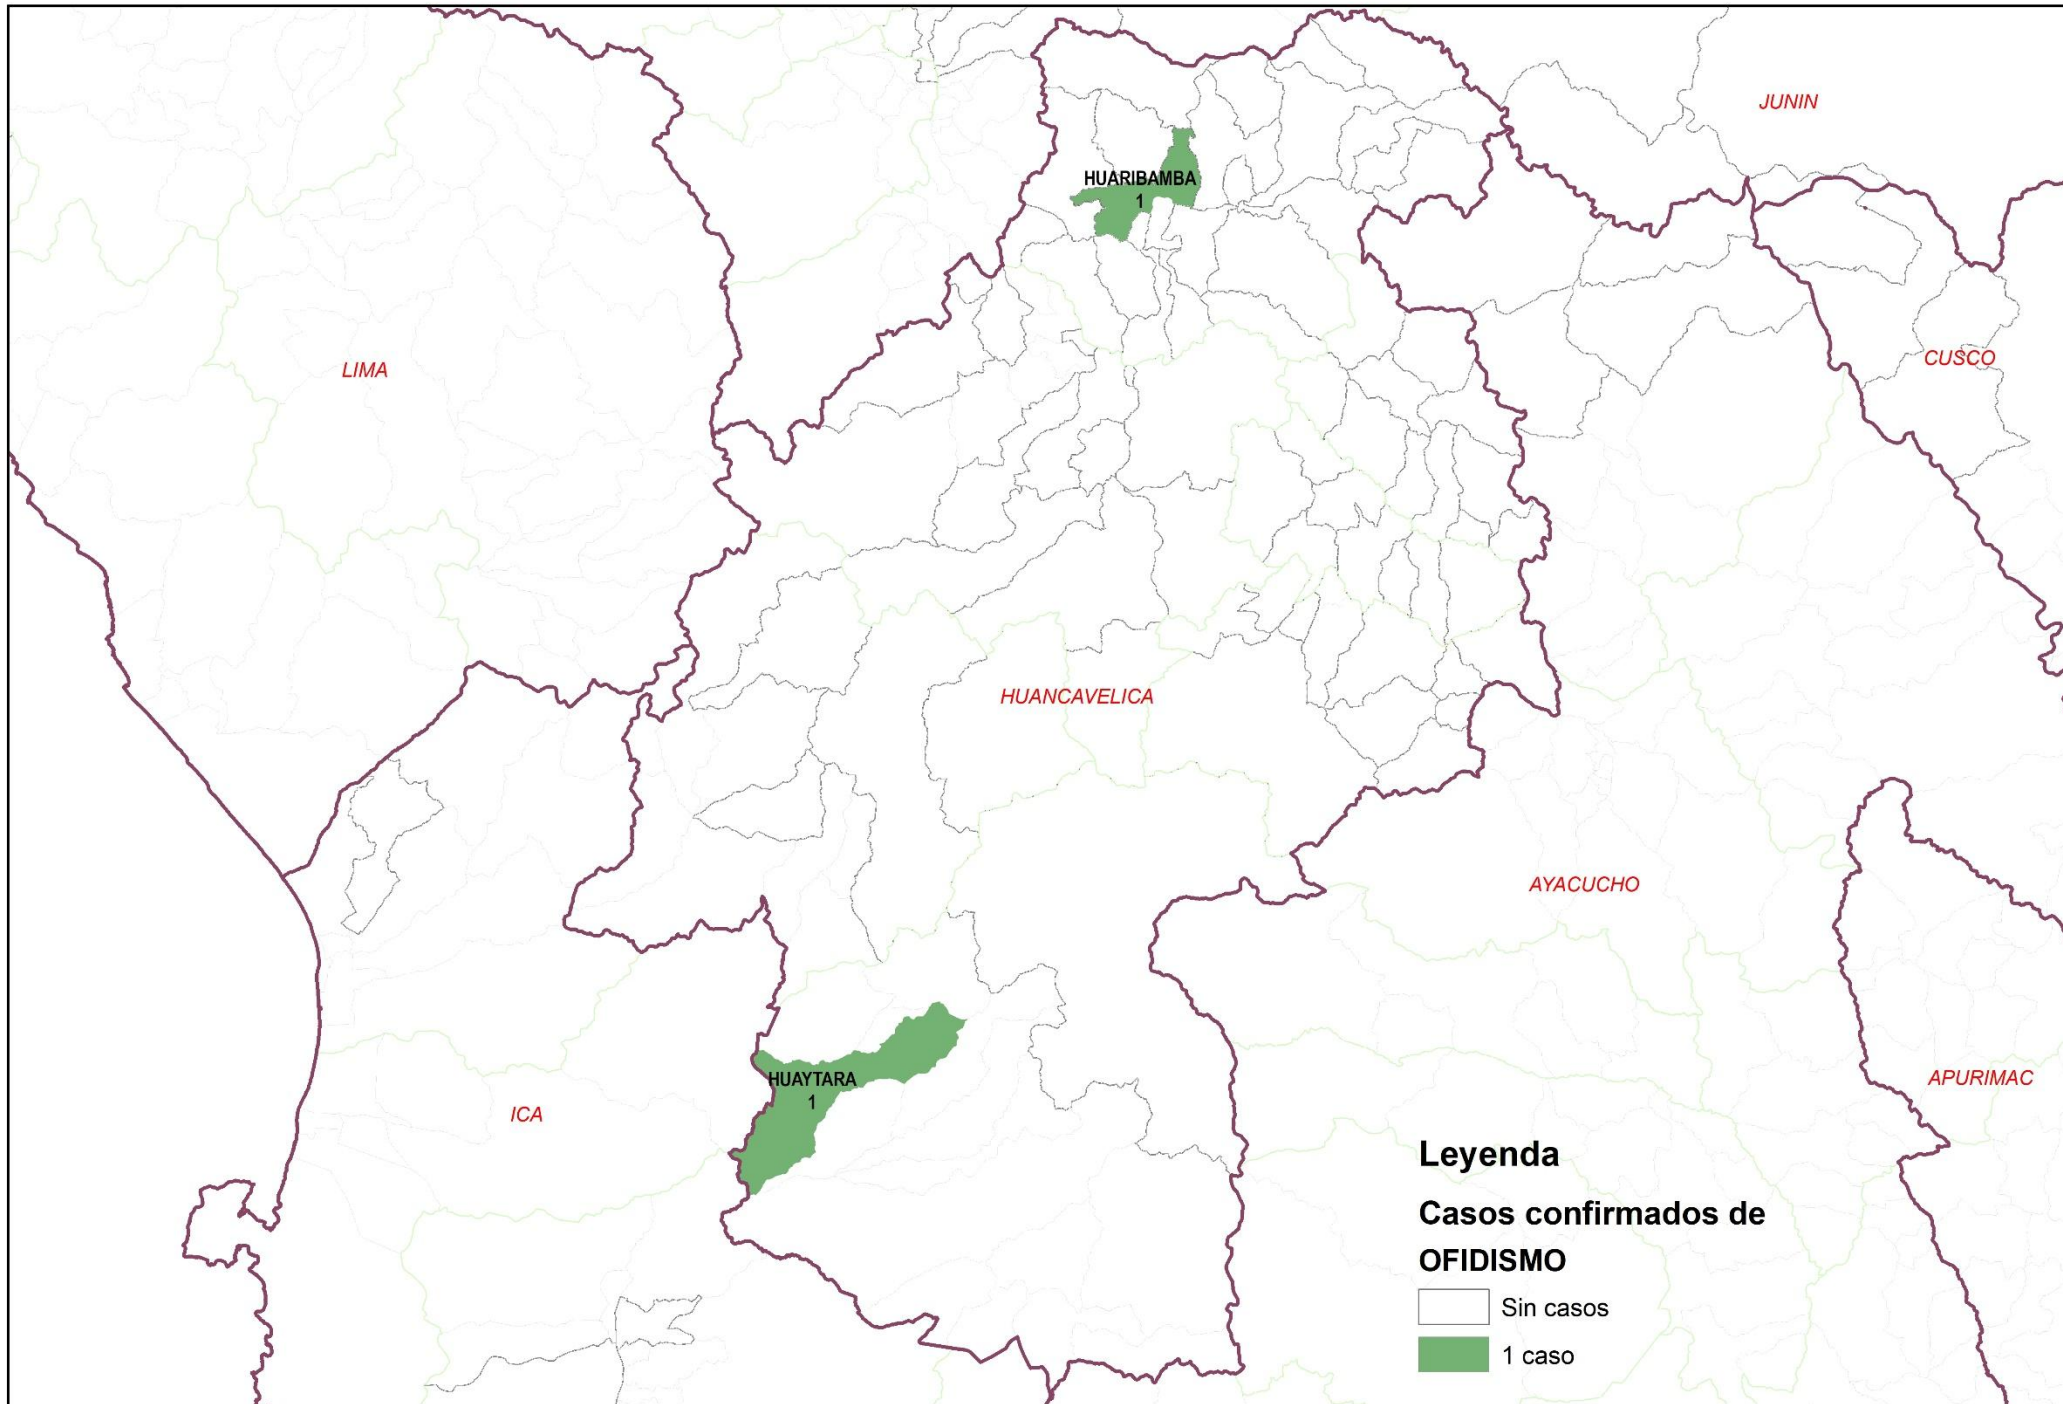 JUNIN
HUARIBAMBA
1
LIMA
CUSCO
HUANCAVELICA
AYACUCHO
HUAYTARA
1
ICA
APURIMAC
Leyenda
Casos confirmados de
OFIDISMO
Sin casos
1 caso